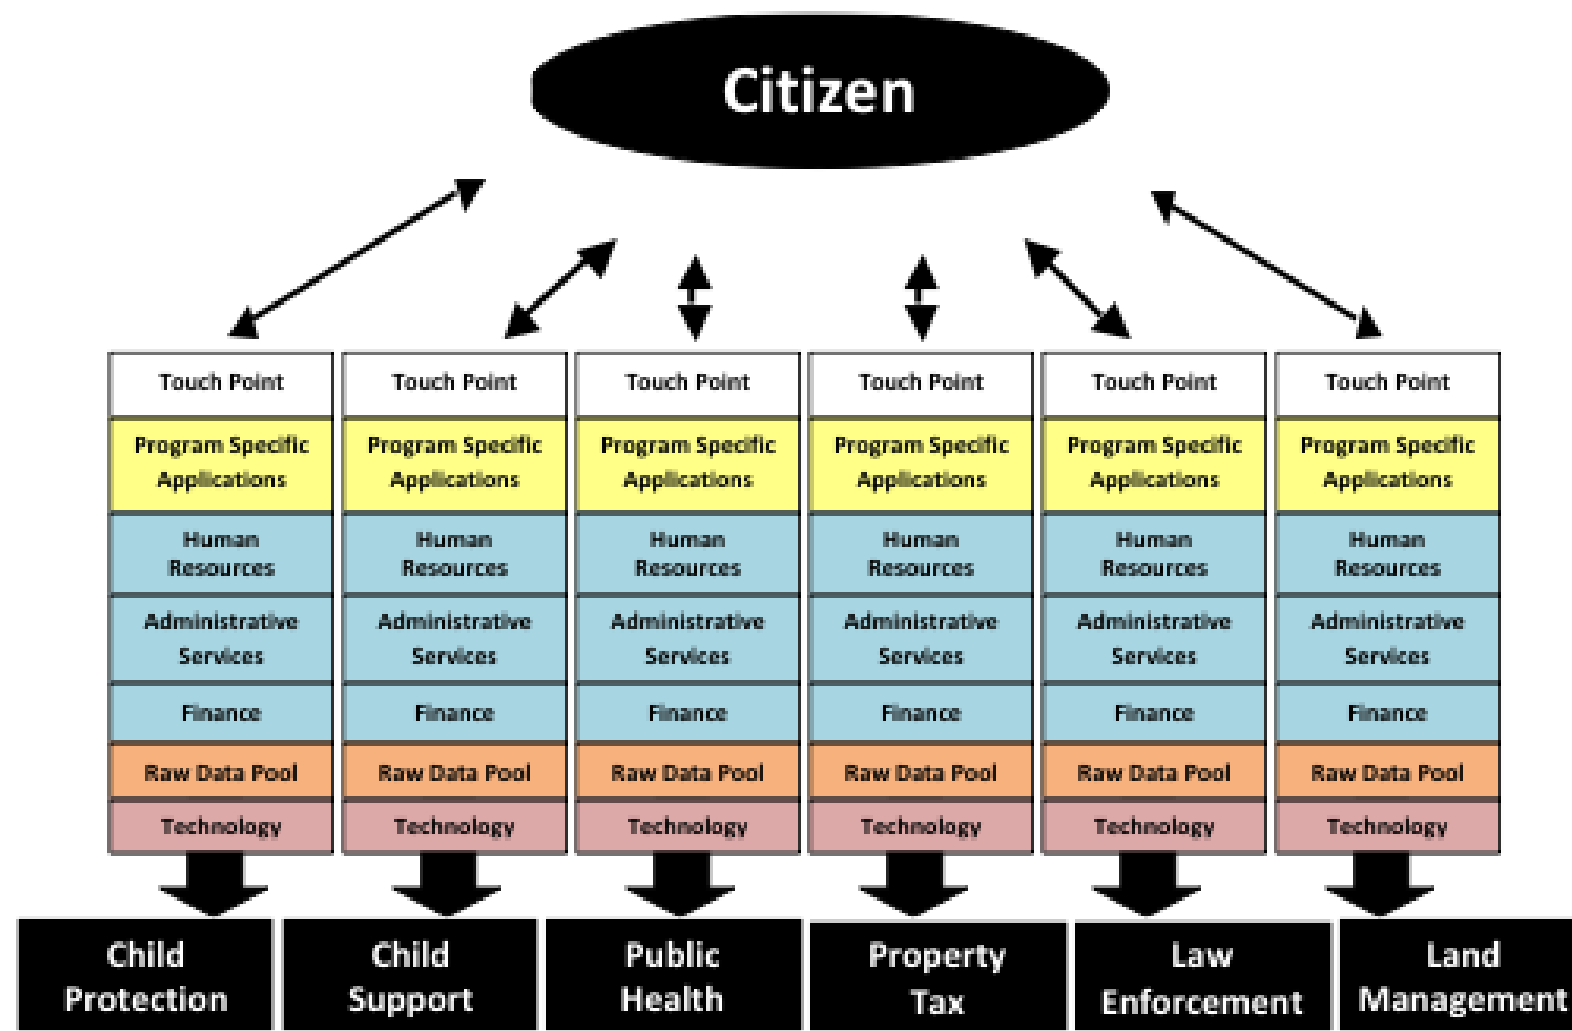 Citizen
Touch Point
Touch Point
Touch Point
Touch Point
Touch Point
Touch Point
Program Specific
Applications
Program Specific
Applications
Program Specific
Applications
Program Specific
Applications
Program Specific
Applications
Program Specific
Applications
Human
Resources
Human
Resources
Human
Resources
Human
Resources
Human
Resources
Human
Resources
Administrative
Services
Administrative
Services
Administrative
Services
Administrative
Services
Administrative
Services
Administrative
Services
Finance
Finance
Finance
Finance
Finance
Finance
Raw Data Pool
Raw Data Pool
Raw Data Pool
Raw Data Pool
Raw Data Pool
Raw Data Pool
Technology
Technology
Technology
Technology
Technology
Technology
Child
Protection
Child
Support
Public
Health
Property
Tax
Law
Enforcement
Land
Management